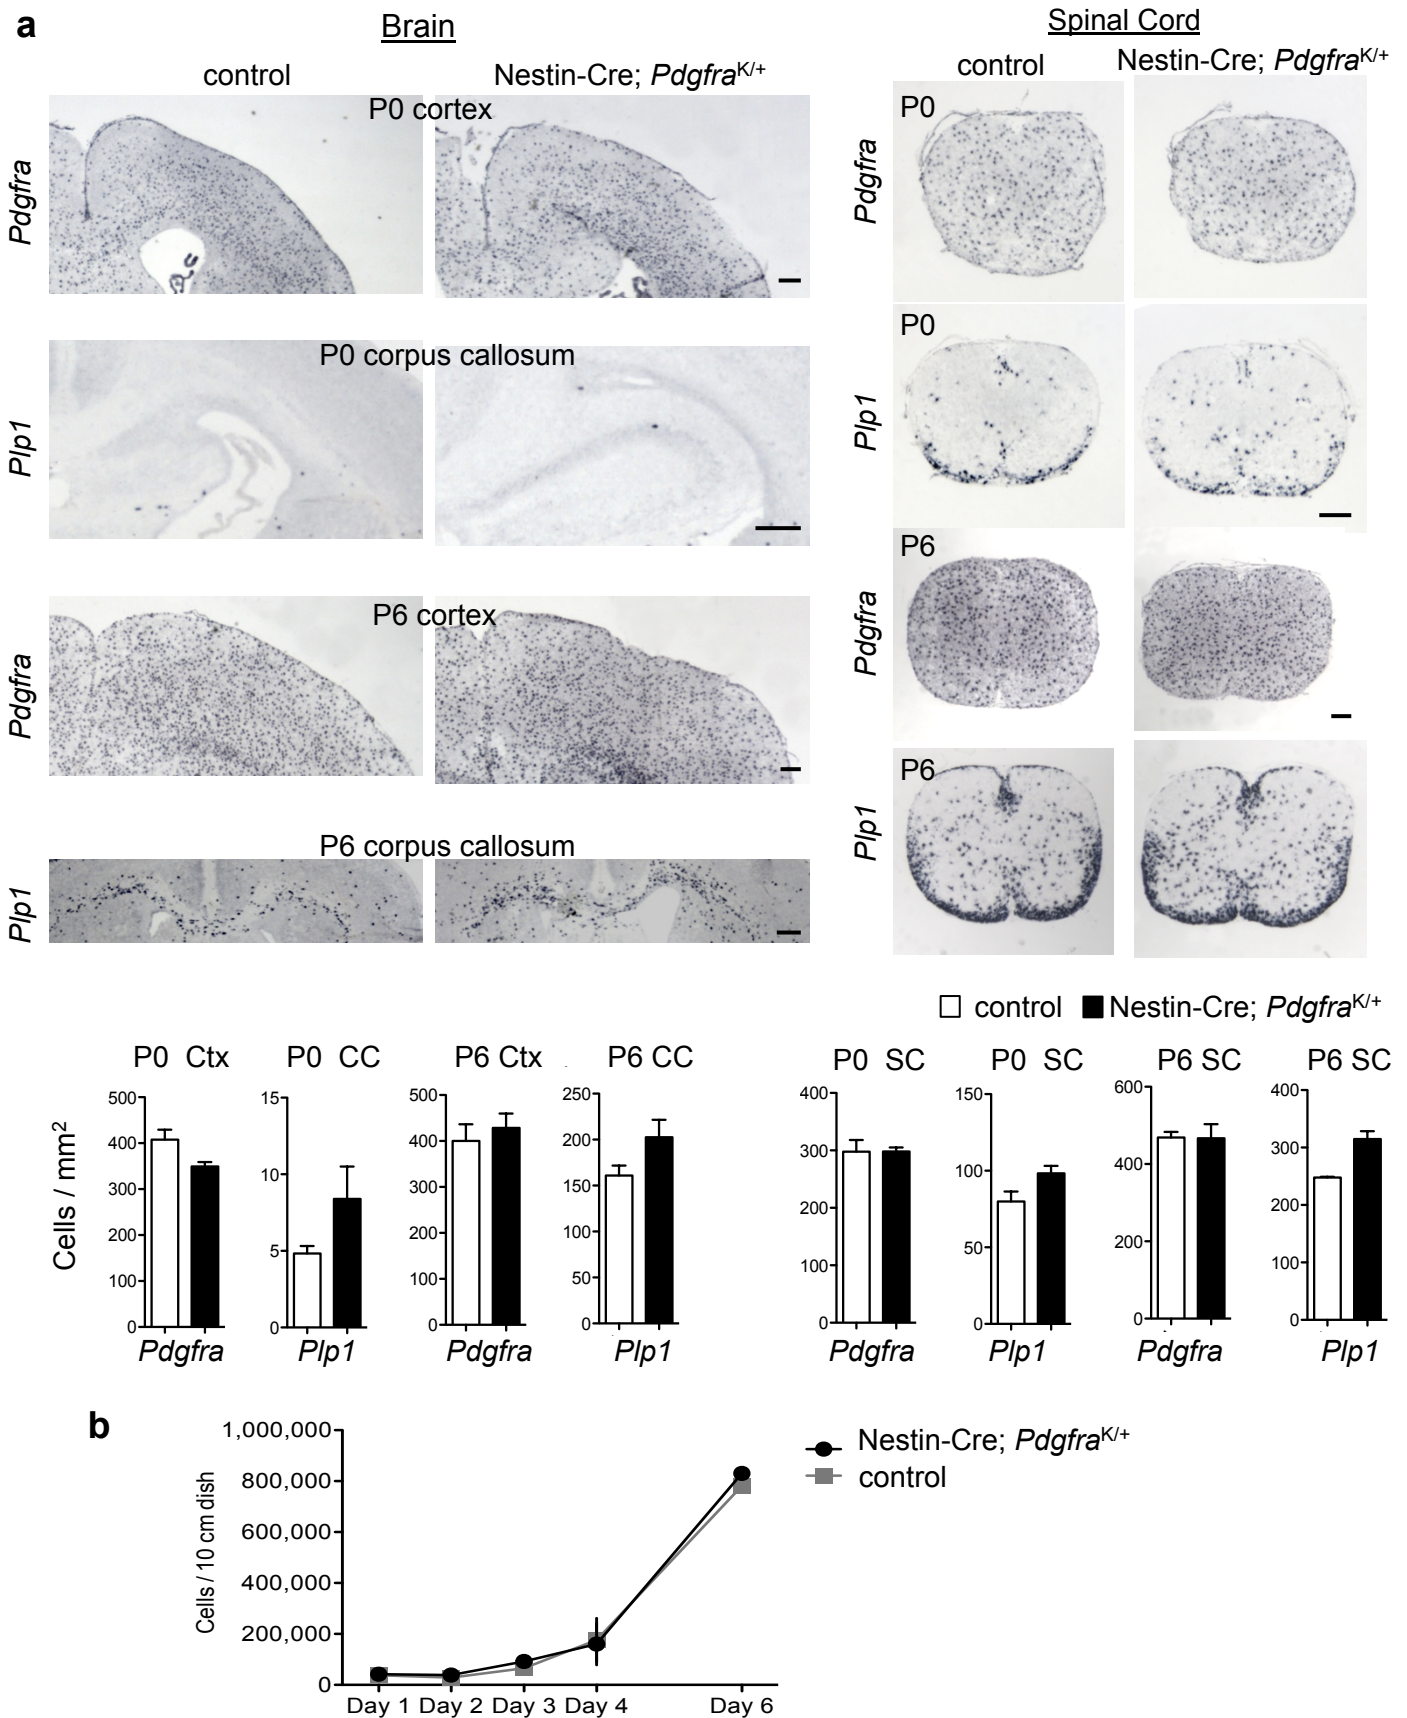 a
Brain
Spinal Cord
control
Nestin-Cre; Pdgfra^K/+
control
Nestin-Cre; Pdgfra^K/+
P0 cortex
Pdgfra
P0
Pdgfra
P0 corpus callosum
Plp1
P0
Plp1
P6 cortex
Pdgfra
P6
Pdgfra
P6 corpus callosum
Plp1
P6
Plp1
control
Nestin-Cre; Pdgfra^K/+
Cells / mm²
P0 Ctx
500
400
300
200
100
0
Pdgfra
P0 CC
15
10
5
0
Plp1
P6 Ctx
500
400
300
200
100
0
Pdgfra
P6 CC
250
200
150
100
50
0
Plp1
P0 SC
400
300
200
100
0
Pdgfra
P0 SC
150
100
50
0
Plp1
P6 SC
600
400
200
0
Pdgfra
P6 SC
400
300
200
100
0
Plp1
b
Cells / 10 cm dish
1,000,000
800,000
600,000
400,000
200,000
0
Day 1 Day 2 Day 3 Day 4 Day 6
Nestin-Cre; Pdgfra^K/+
control